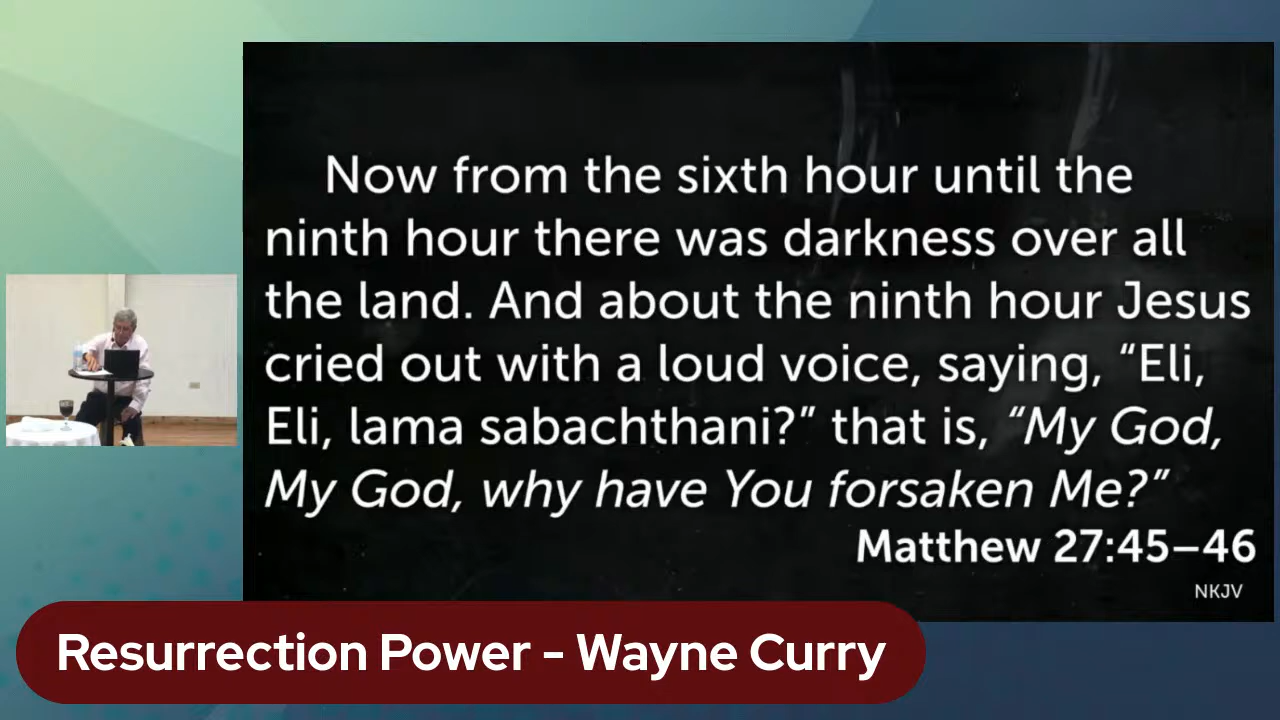 Now from the sixth hour until the
ninth hour there was darkness over all
the land. And about the ninth hour Jesus
cried out with a loud voice, saying, “Eli,
Eli, lama sabachthani?” that is, “My God,
My God, why have You forsaken Me?”
Matthew 27:45–46
NKJV
Resurrection Power - Wayne Curry